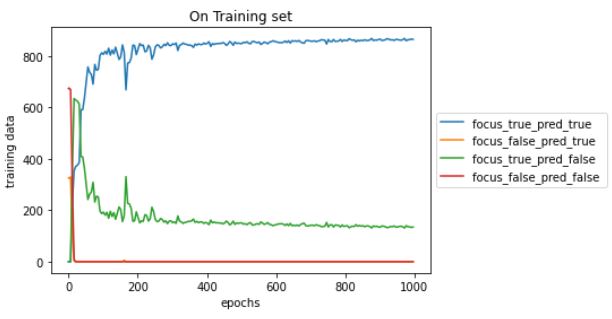 On Training set
training data
800
600
400
200
0
0 200 400 600 800 1000
epochs
focus_true_pred_true
focus_false_pred_true
focus_true_pred_false
focus_false_pred_false